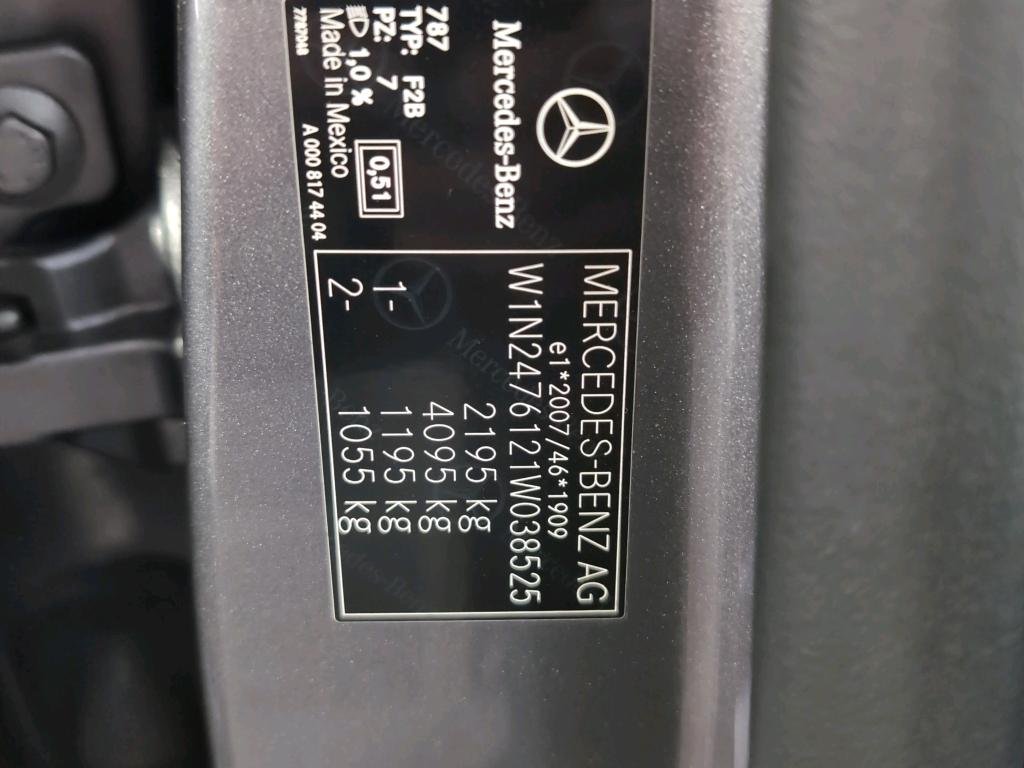 Mercedes-Benz
787
TYP: F2B
PZ: 7
1,0 %
0,51
Made in Mexico
A 000 817 44 04
MERCEDES-BENZ AG
e1*2007/46*1909
W1N2476121W038525
2195 kg
4095 kg
1- 1195 kg
2- 1055 kg